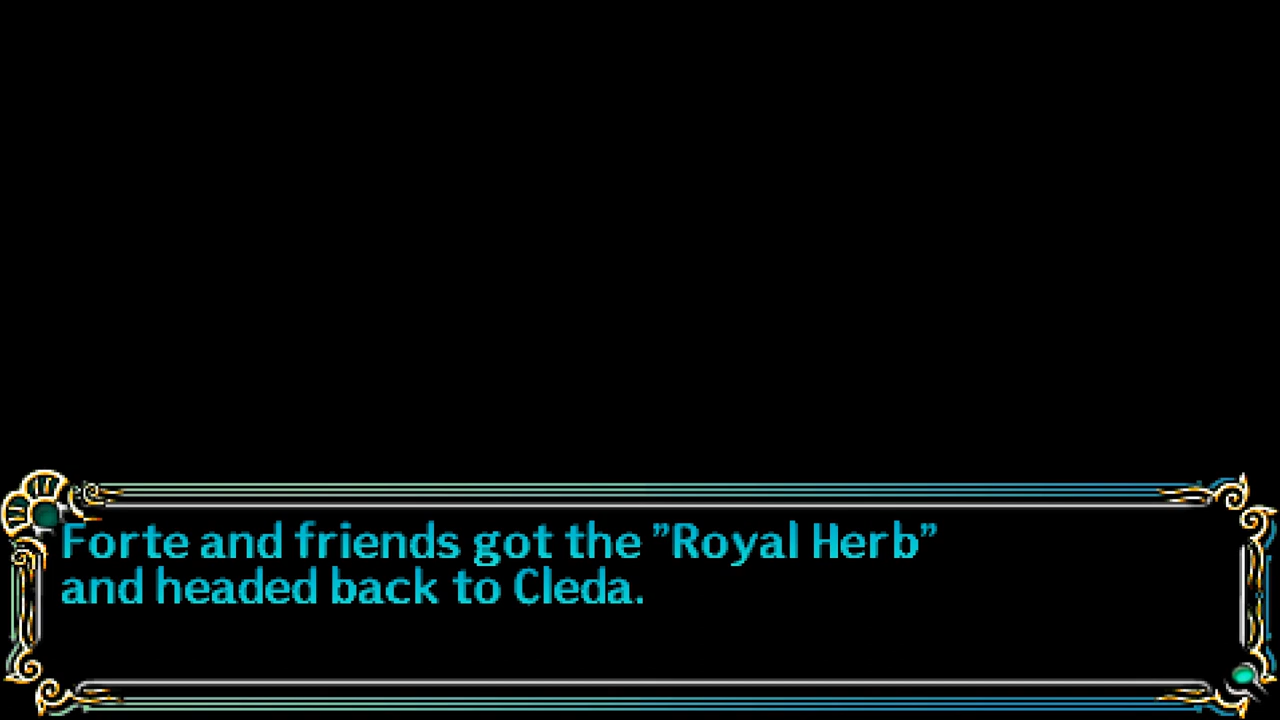 Forte and friends got the ”Royal Herb”
and headed back to Cleda.